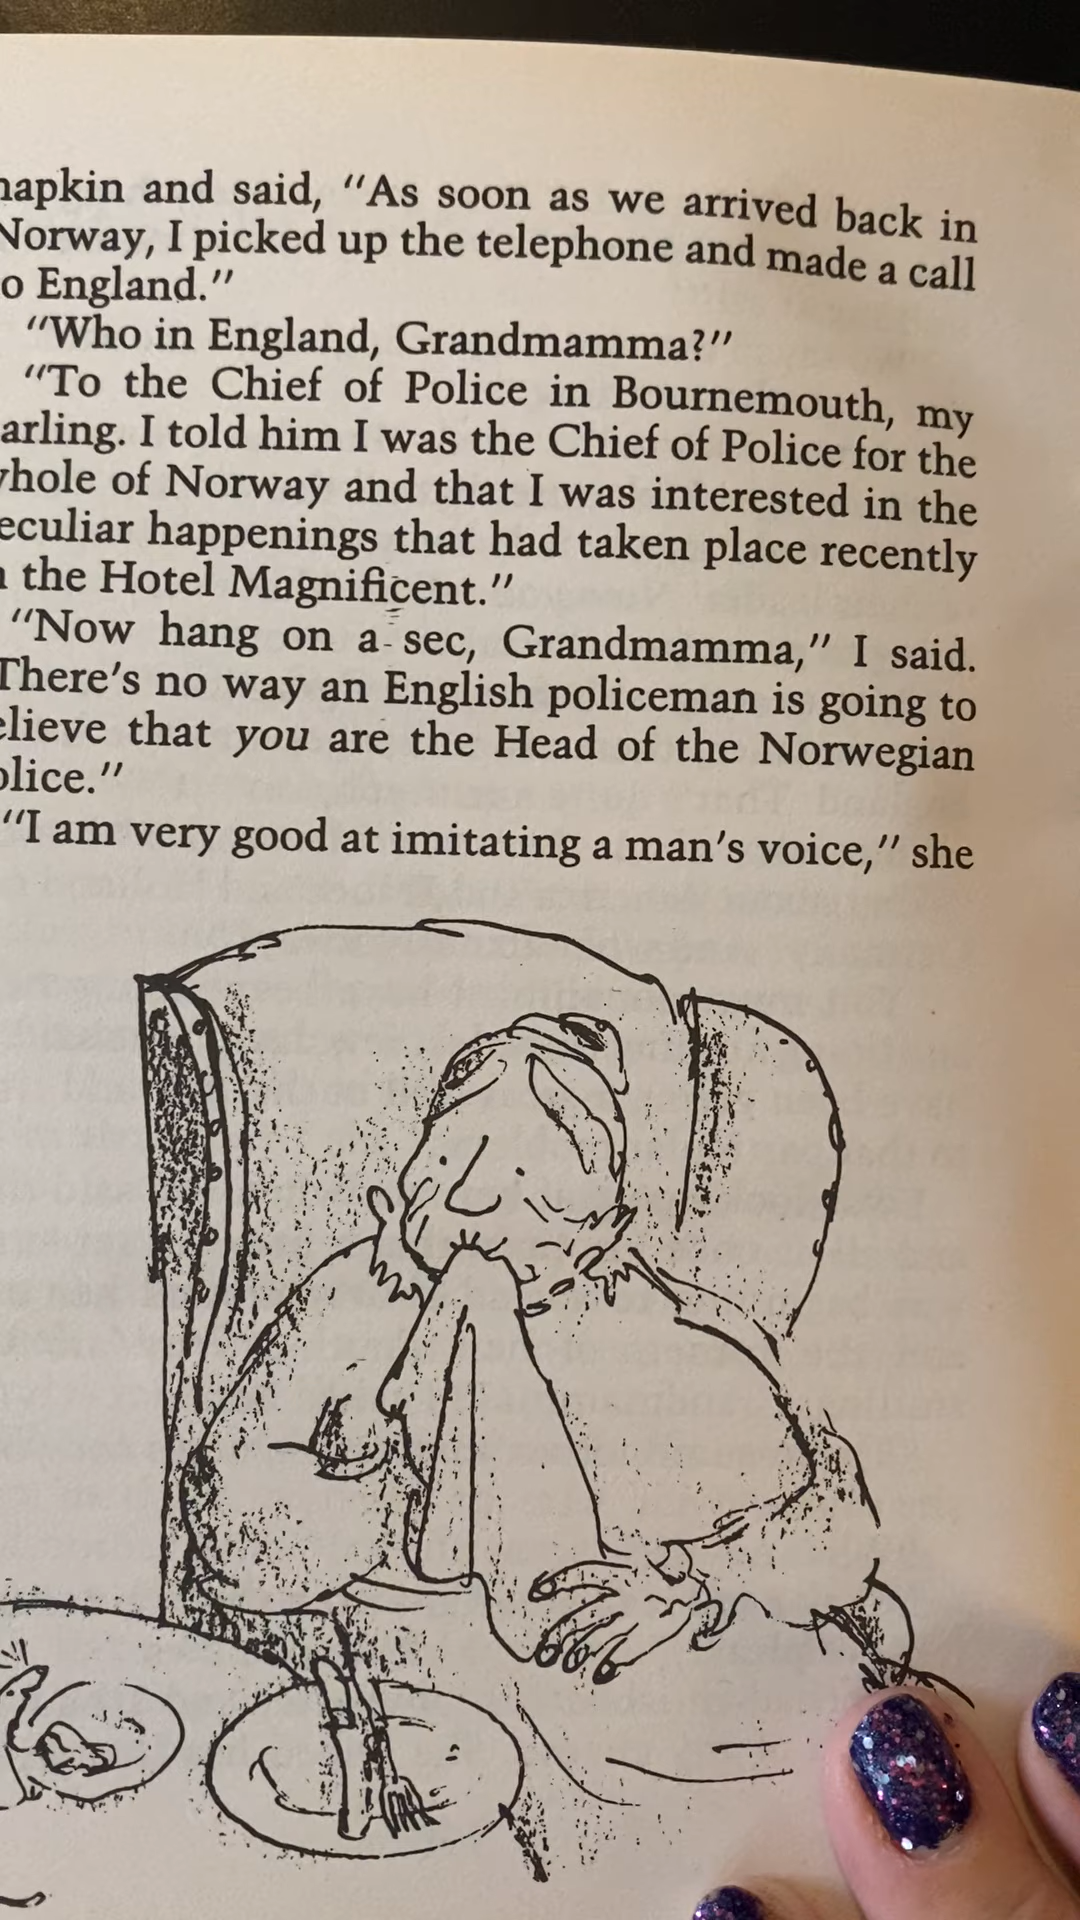 napkin and said, "As soon as we arrived back in
Norway, I picked up the telephone and made a call
o England."
"Who in England, Grandmamma?"
"To the Chief of Police in Bournemouth, my
arling. I told him I was the Chief of Police for the
whole of Norway and that I was interested in the
eculiar happenings that had taken place recently
the Hotel Magnificent."
"Now hang on a sec, Grandmamma," I said.
There's no way an English policeman is going to
elieve that you are the Head of the Norwegian
olice."
"I am very good at imitating a man's voice," she